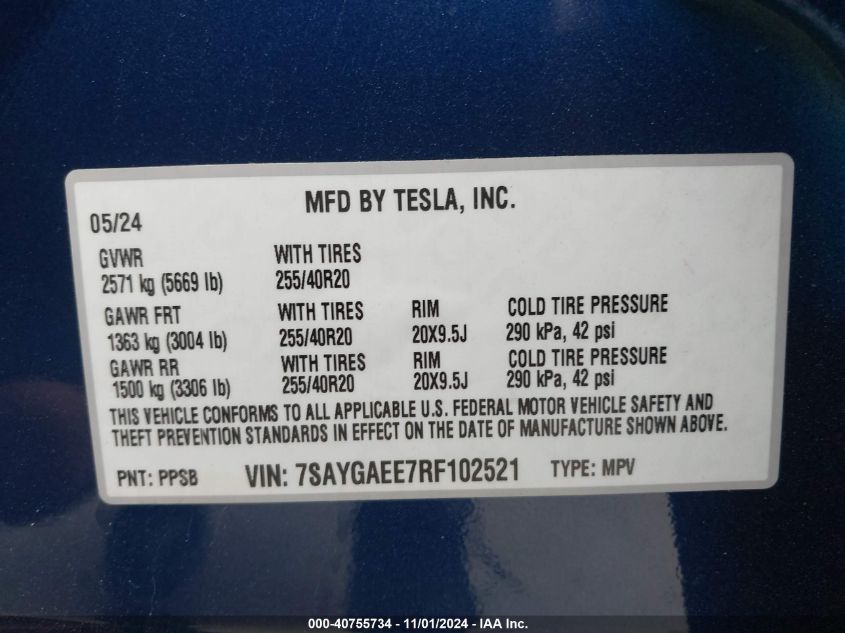 MFD BY TESLA, INC.
05/24
GVWR WITH TIRES
2571 kg (5669 lb) 255/40R20
GAWR FRT WITH TIRES RIM COLD TIRE PRESSURE
1363 kg (3004 lb) 255/40R20 20X9.5J 290 kPa, 42 psi
GAWR RR WITH TIRES RIM COLD TIRE PRESSURE
1500 kg (3306 lb) 255/40R20 20X9.5J 290 kPa, 42 psi
THIS VEHICLE CONFORMS TO ALL APPLICABLE U.S. FEDERAL MOTOR VEHICLE SAFETY AND
THEFT PREVENTION STANDARDS IN EFFECT ON THE DATE OF MANUFACTURE SHOWN ABOVE.
PNT: PPSB VIN: 7SAYGAEE7RF102521 TYPE: MPV
000-40755734 - 11/01/2024 - IAA Inc.